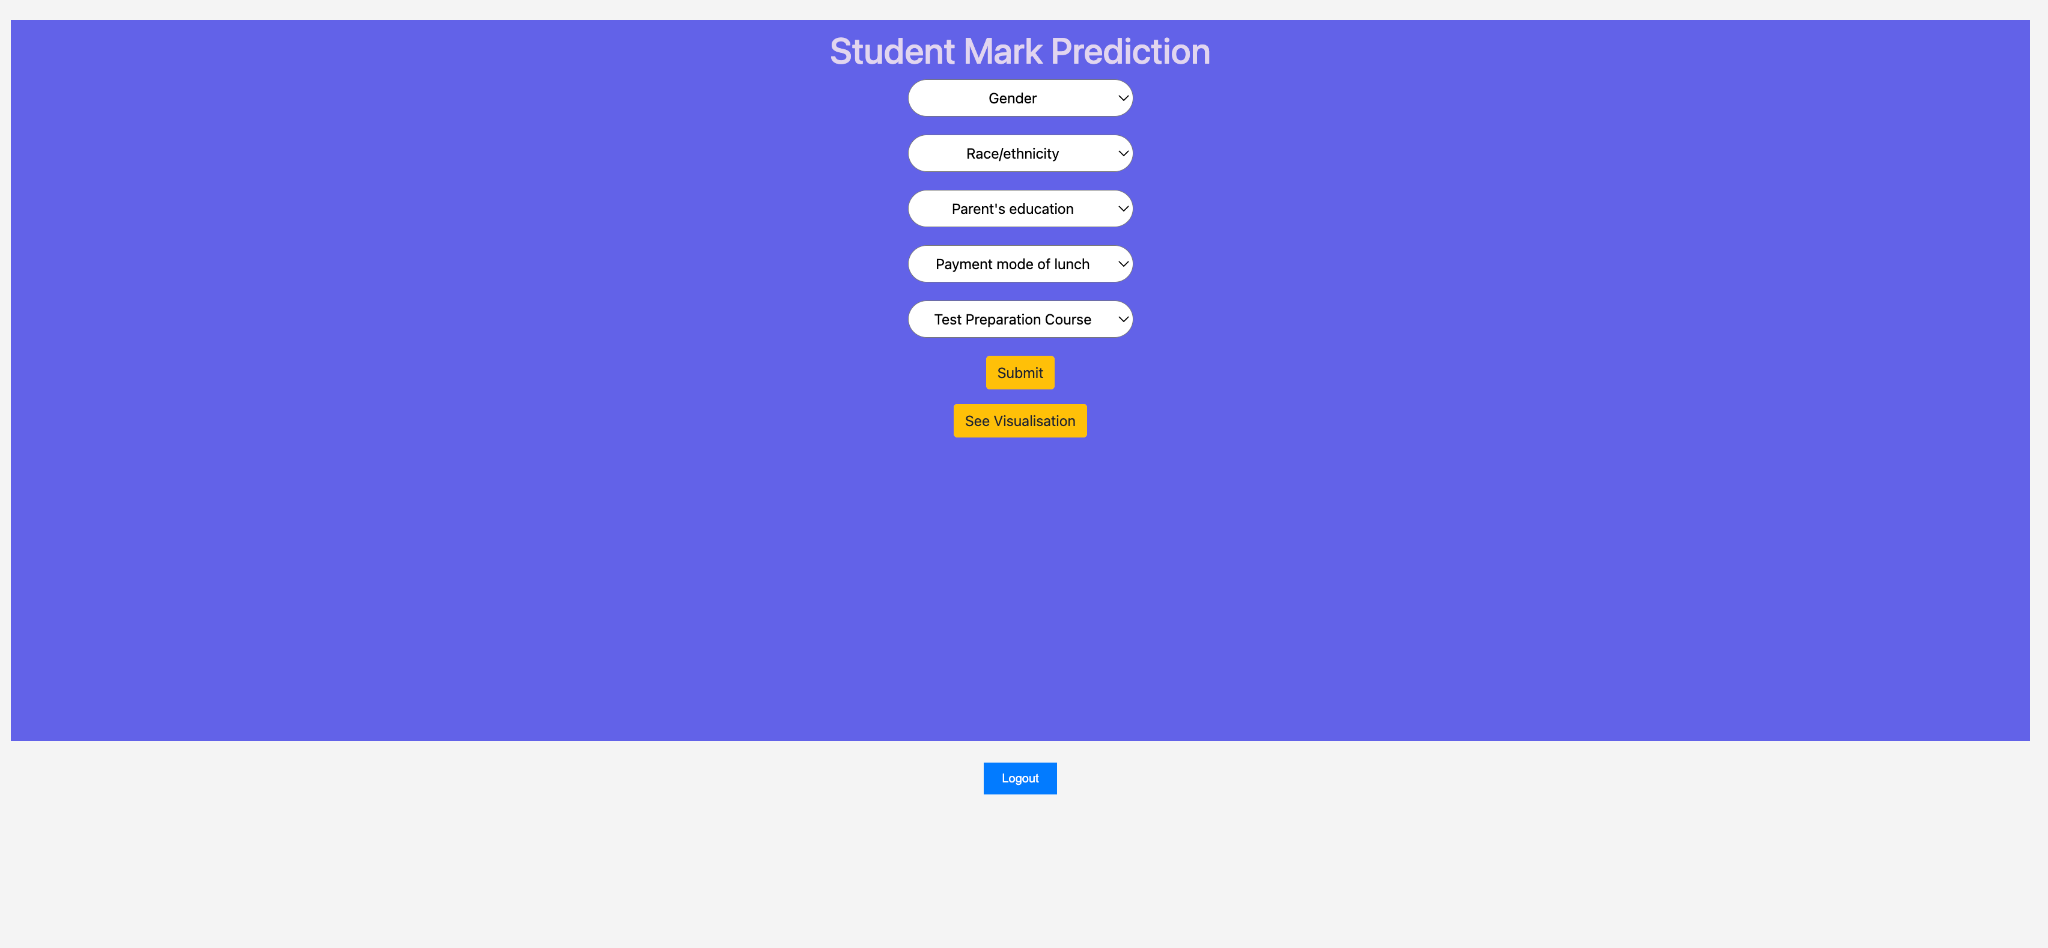 Student Mark Prediction
Gender
Race/ethnicity
Parent's education
Payment mode of lunch
Test Preparation Course
Submit
See Visualisation
Logout